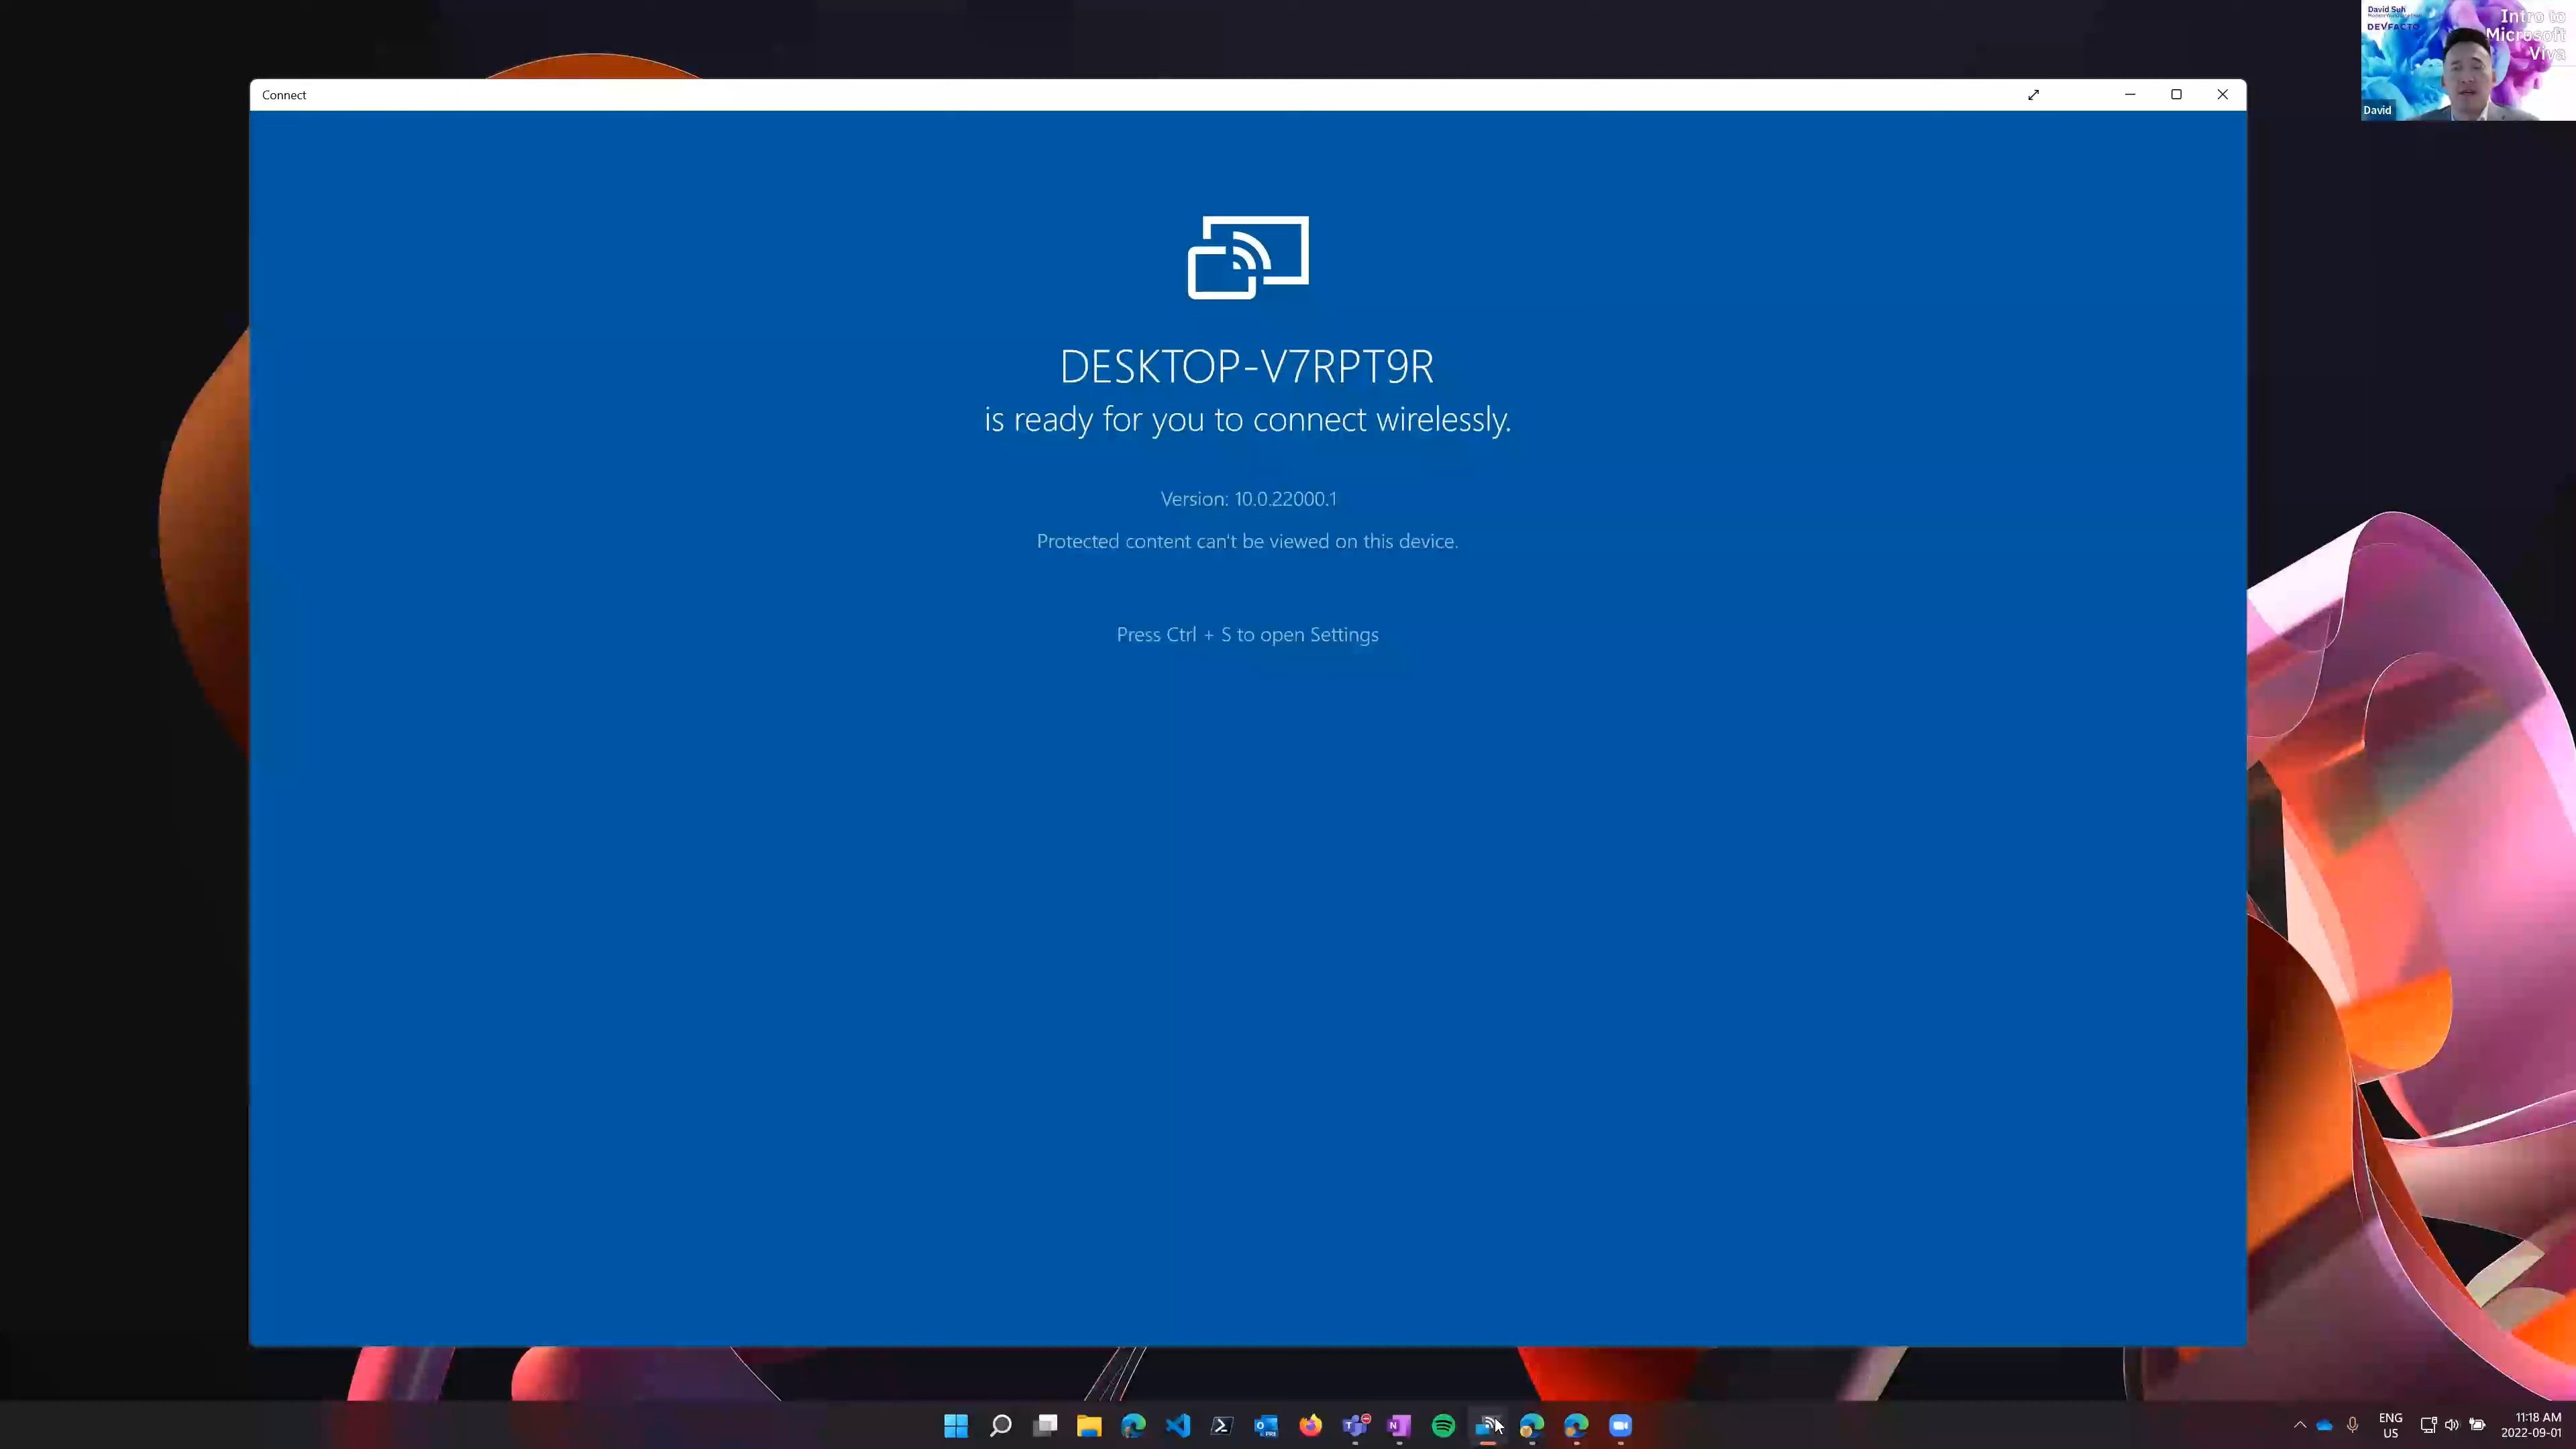 Connect
David Suh
DEVFACTO
Intro to
Microsoft
Viva
David
DESKTOP-V7RPT9R
is ready for you to connect wirelessly.
Version: 10.0.22000.1
Protected content can't be viewed on this device.
Press Ctrl + S to open Settings
ENG
US
11:18 AM
2022-09-01